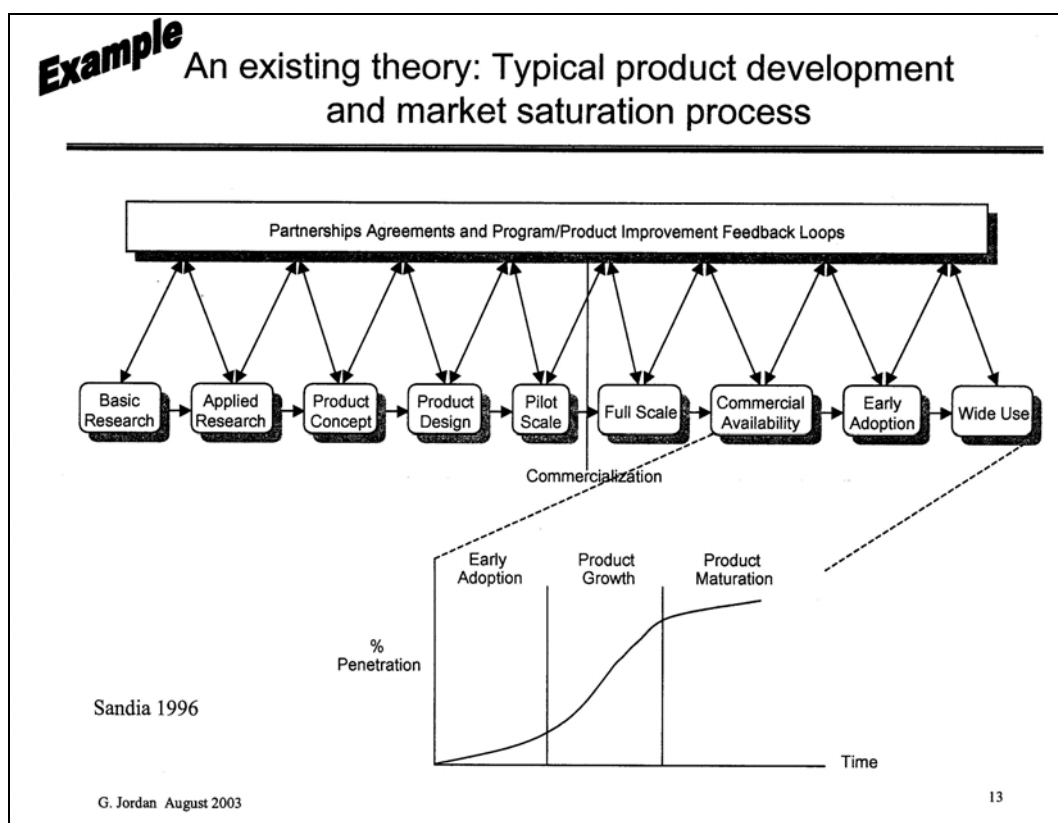 Example
An existing theory: Typical product development
and market saturation process
Partnerships Agreements and Program/Product Improvement Feedback Loops
Basic
Research
Applied
Research
Product
Concept
Product
Design
Pilot
Scale
Full Scale
Commercial
Availability
Early
Adoption
Wide Use
Commercialization
Early
Adoption
Product
Growth
Product
Maturation
%
Penetration
Time
Sandia 1996
G. Jordan August 2003
13